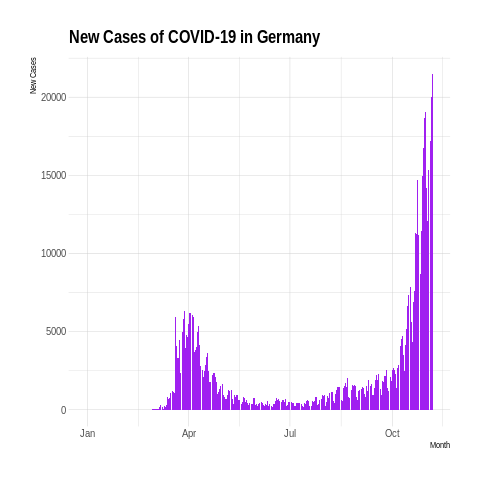 New Cases of COVID-19 in Germany
New Cases
20000
15000
10000
5000
0
Jan Apr Jul Oct
Month